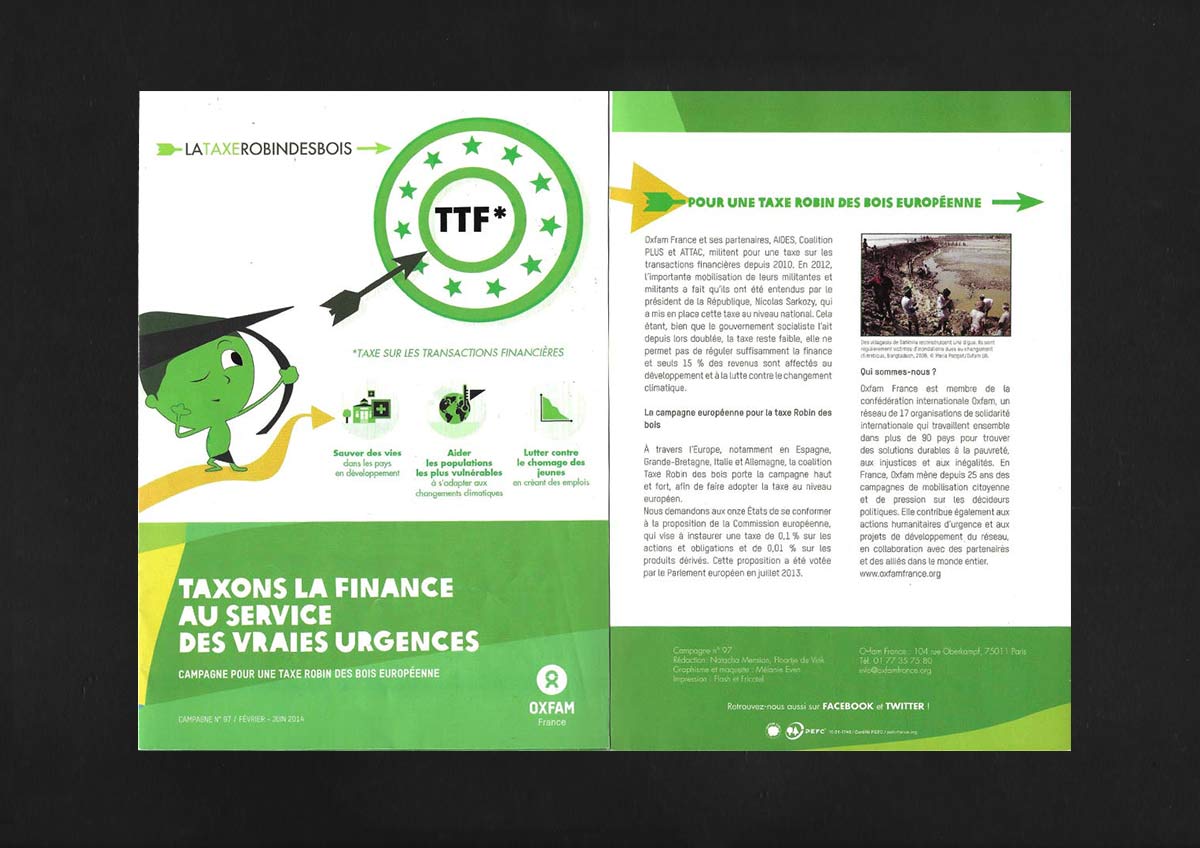 LATAXEROBINDESBOIS
TTF*
*TAXE SUR LES TRANSACTIONS FINANCIÈRES
Sauver des vies
dans les pays
en développement
Aider
les populations
les plus vulnérables
à s'adapter aux
changements climatiques
Lutter contre
le chomage des
jeunes
en créant des emplois
TAXONS LA FINANCE
AU SERVICE
DES VRAIES URGENCES
CAMPAGNE POUR UNE TAXE ROBIN DES BOIS EUROPÉENNE
CAMPAGNE N° 97 / FÉVRIER - JUIN 2014
OXFAM
France
POUR UNE TAXE ROBIN DES BOIS EUROPÉENNE
Oxfam France et ses partenaires, AIDES, Coalition
PLUS et ATTAC, militent pour une taxe sur les
transactions financières depuis 2010. En 2012,
l'importante mobilisation de leurs militantes et
militants a fait qu'ils ont été entendus par le
président de la République, Nicolas Sarkozy, qui
a mis en place cette taxe au niveau national. Cela
étant, bien que le gouvernement socialiste l'ait
depuis lors doublée, la taxe reste faible, elle ne
permet pas de réguler suffisamment la finance
et seuls 15 % des revenus sont affectés au
développement et à la lutte contre le changement
climatique.
La campagne européenne pour la taxe Robin des
bois
À travers l'Europe, notamment en Espagne,
Grande-Bretagne, Italie et Allemagne, la coalition
Taxe Robin des bois porte la campagne haut
et fort, afin de faire adopter la taxe au niveau
européen.
Nous demandons aux onze États de se conformer
à la proposition de la Commission européenne,
qui vise à instaurer une taxe de 0,1 % sur les
actions et obligations et de 0,01 % sur les
produits dérivés. Cette proposition a été votée
par le Parlement européen en juillet 2013.
Des villageois de reconstruisent une digue. Ils sont
régulièrement victimes d'inondations dues au changement
climatique, Bangladesh, 2008. © Oxfam GB.
Qui sommes-nous ?
Oxfam France est membre de la
confédération internationale Oxfam, un
réseau de 17 organisations de solidarité
internationale qui travaillent ensemble
dans plus de 90 pays pour trouver
des solutions durables à la pauvreté,
aux injustices et aux inégalités. En
France, Oxfam mène depuis 25 ans des
campagnes de mobilisation citoyenne
et de pression sur les décideurs
politiques. Elle contribue également aux
actions humanitaires d'urgence et aux
projets de développement du réseau,
en collaboration avec des partenaires
et des alliés dans le monde entier.
www.oxfamfrance.org
Campagne n° 97
Rédaction: Natacha Mension, Floortje de Vink
Graphisme et maquette : Mélanie Even
Impression : Flash et Fricotel
Oxfam France : 104 rue Oberkampf, 75011 Paris
Tél. 01 77 35 75 80
info@oxfamfrance.org
Retrouvez-nous aussi sur FACEBOOK et TWITTER !
PEFC